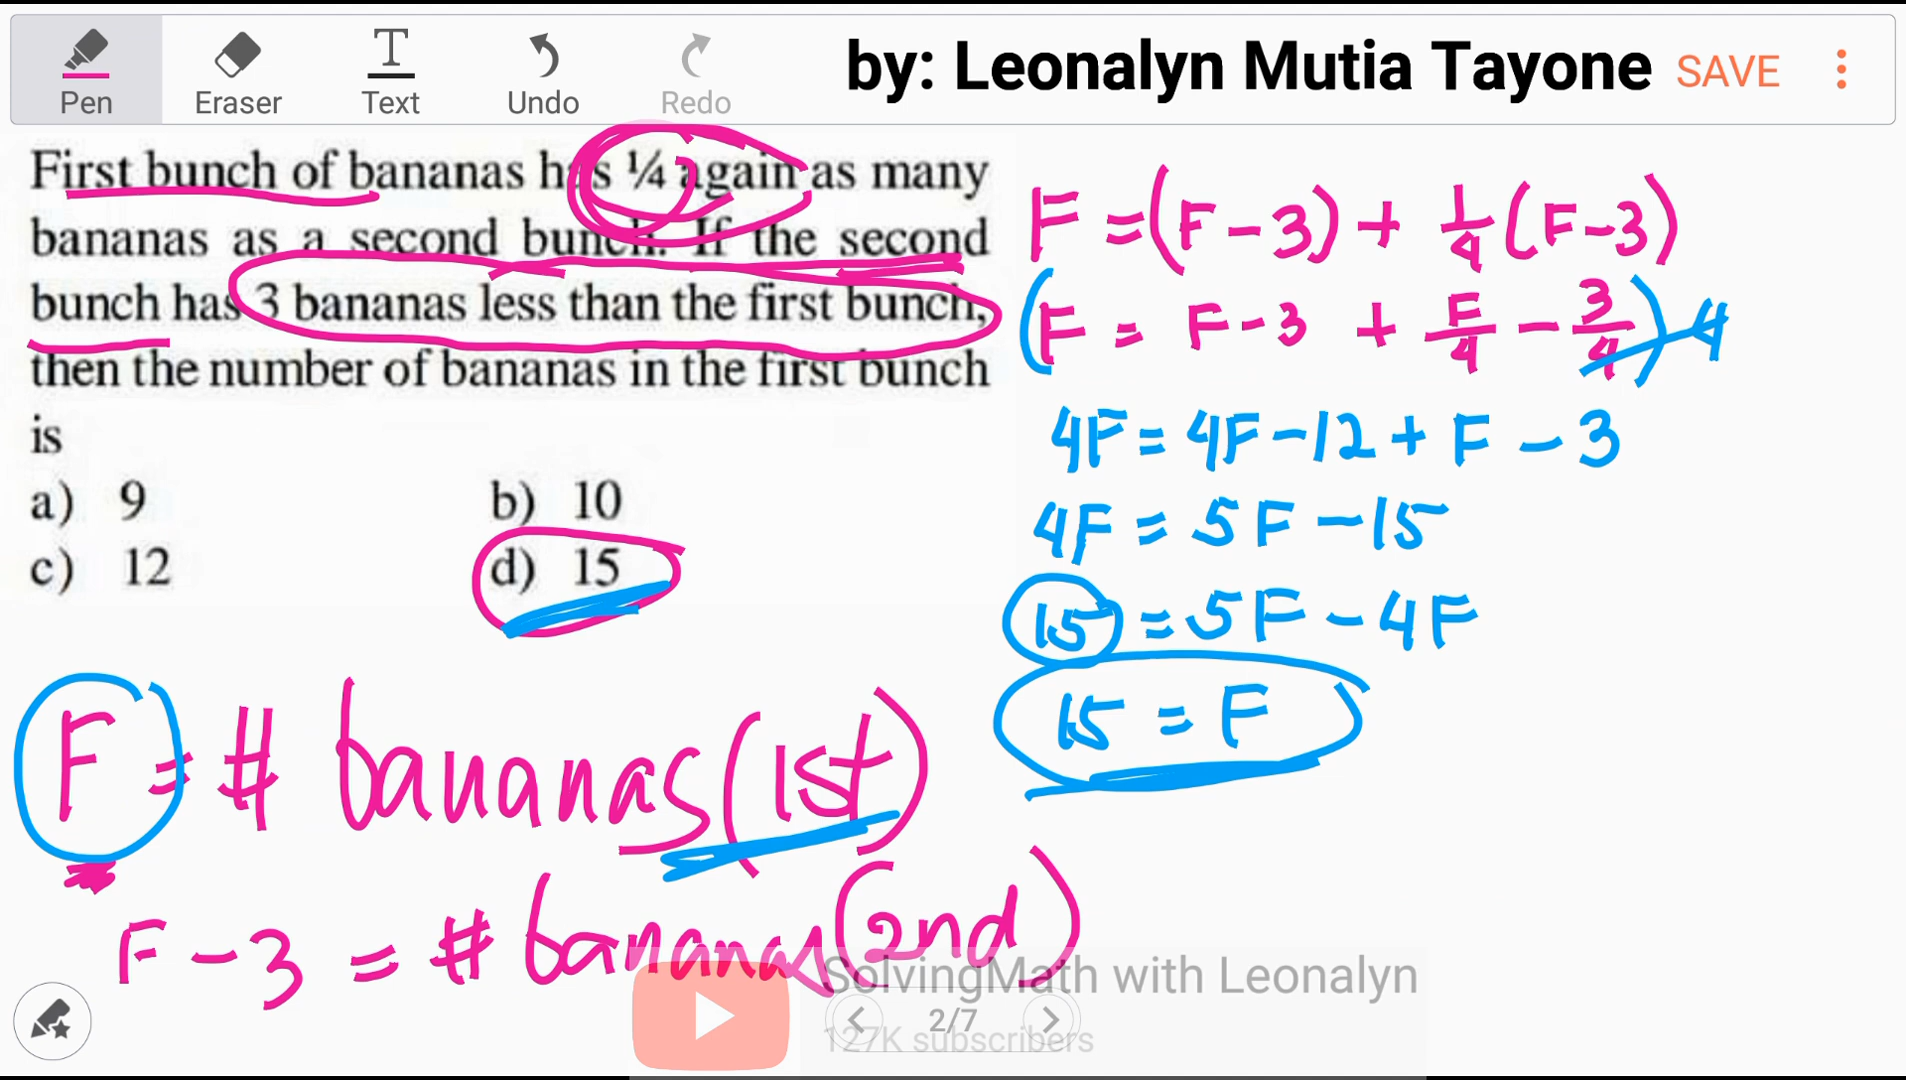 Pen
Eraser
Text
Undo
Redo
by: Leonalyn Mutia Tayone
SAVE
First bunch of bananas has ¼ again as many
bananas as a second bunch. If the second
bunch has 3 bananas less than the first bunch,
then the number of bananas in the first bunch
is
a) 9
b) 10
c) 12
d) 15
F = (F-3) + 1/4 (F-3)
(F = F-3 + F/4 - 3/4) 4
4F = 4F-12 + F - 3
4F = 5F - 15
15 = 5F - 4F
15 = F
F = # bananas (1st)
F - 3 = # bananas (2nd)
SolvingMath with Leonalyn
127K subscribers
2/7